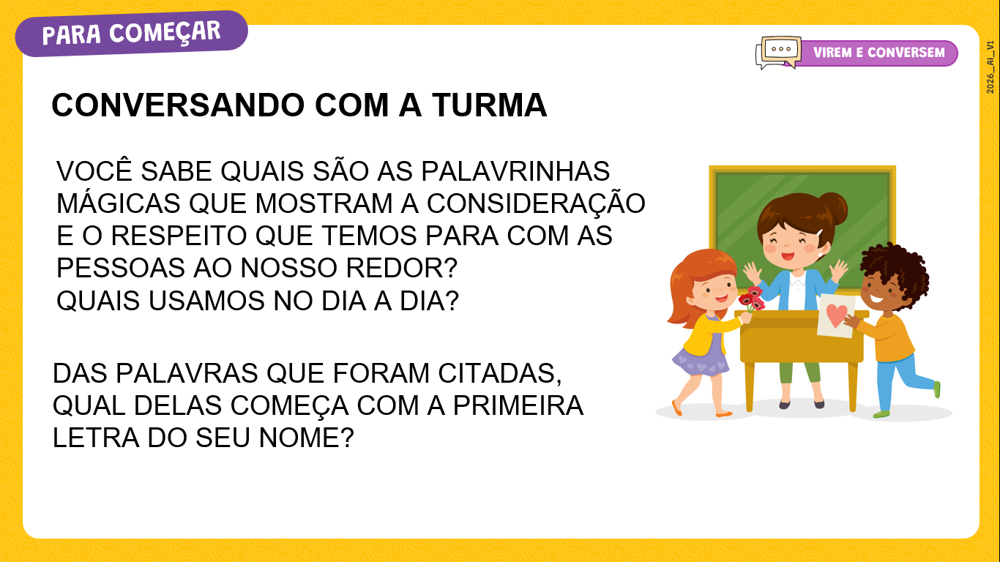 PARA COMEÇAR
VIREM E CONVERSEM
2026_AI_V1
CONVERSANDO COM A TURMA
VOCÊ SABE QUAIS SÃO AS PALAVRINHAS
MÁGICAS QUE MOSTRAM A CONSIDERAÇÃO
E O RESPEITO QUE TEMOS PARA COM AS
PESSOAS AO NOSSO REDOR?
QUAIS USAMOS NO DIA A DIA?
DAS PALAVRAS QUE FORAM CITADAS,
QUAL DELAS COMEÇA COM A PRIMEIRA
LETRA DO SEU NOME?